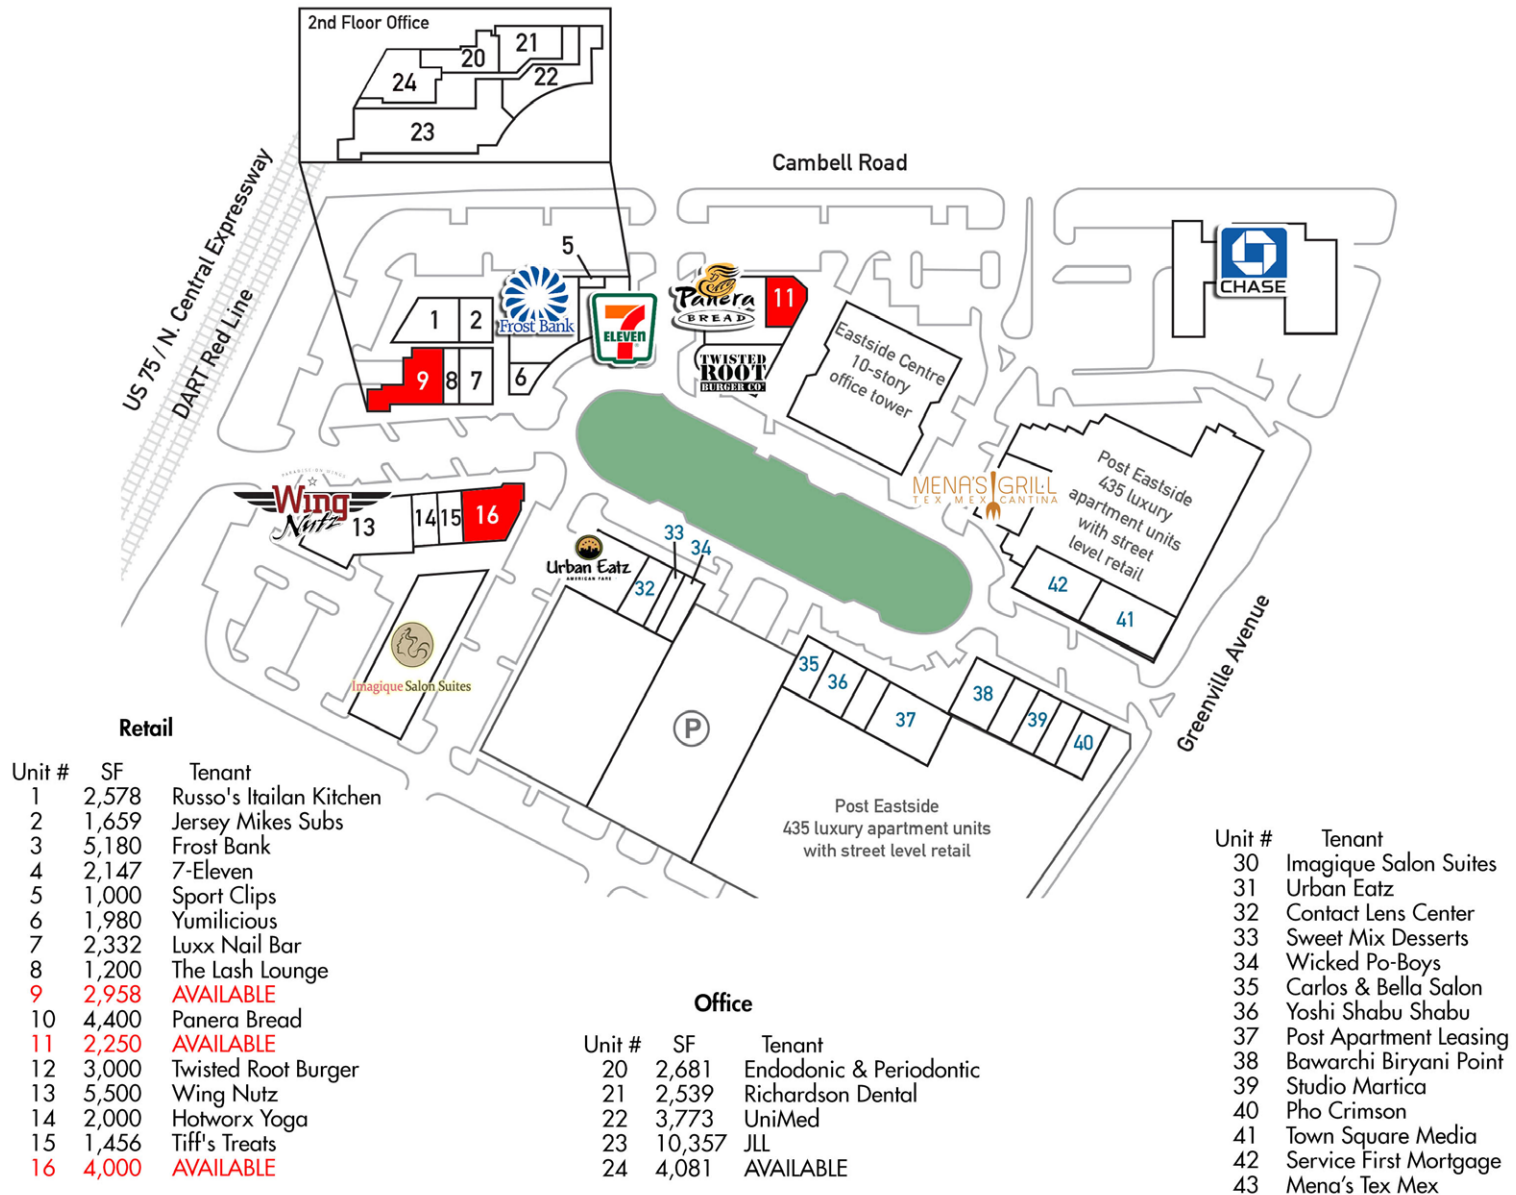 2nd Floor Office
21
20
22
24
23
Cambell Road
US 75 / N. Central Expressway
DART Red Line
5
CHASE
Panera
BREAD
11
1
2
Frost Bank
7
ELEVEN
TWISTED
ROOT
BURGER CO
9
8
7
6
Eastside Centre
10-story
office tower
MENA'S GRILL
TEX MEX CANTINA
Post Eastside
435 luxury
apartment units
with street
level retail
Wing
Nutz
13
14
15
16
33
34
Urban Eatz
AMERICAN FARE
32
42
41
Imagique Salon Suites
35
36
37
38
39
40
P
Greenville Avenue
Post Eastside
435 luxury apartment units
with street level retail
Retail
Unit # SF Tenant
1 2,578 Russo's Itailan Kitchen
2 1,659 Jersey Mikes Subs
3 5,180 Frost Bank
4 2,147 7-Eleven
5 1,000 Sport Clips
6 1,980 Yumilicious
7 2,332 Luxx Nail Bar
8 1,200 The Lash Lounge
9 2,958 AVAILABLE
10 4,400 Panera Bread
11 2,250 AVAILABLE
12 3,000 Twisted Root Burger
13 5,500 Wing Nutz
14 2,000 Hotworx Yoga
15 1,456 Tiff's Treats
16 4,000 AVAILABLE
Office
Unit # SF Tenant
20 2,681 Endodonic & Periodontic
21 2,539 Richardson Dental
22 3,773 UniMed
23 10,357 JLL
24 4,081 AVAILABLE
Unit # Tenant
30 Imagique Salon Suites
31 Urban Eatz
32 Contact Lens Center
33 Sweet Mix Desserts
34 Wicked Po-Boys
35 Carlos & Bella Salon
36 Yoshi Shabu Shabu
37 Post Apartment Leasing
38 Bawarchi Biryani Point
39 Studio Martica
40 Pho Crimson
41 Town Square Media
42 Service First Mortgage
43 Mena's Tex Mex